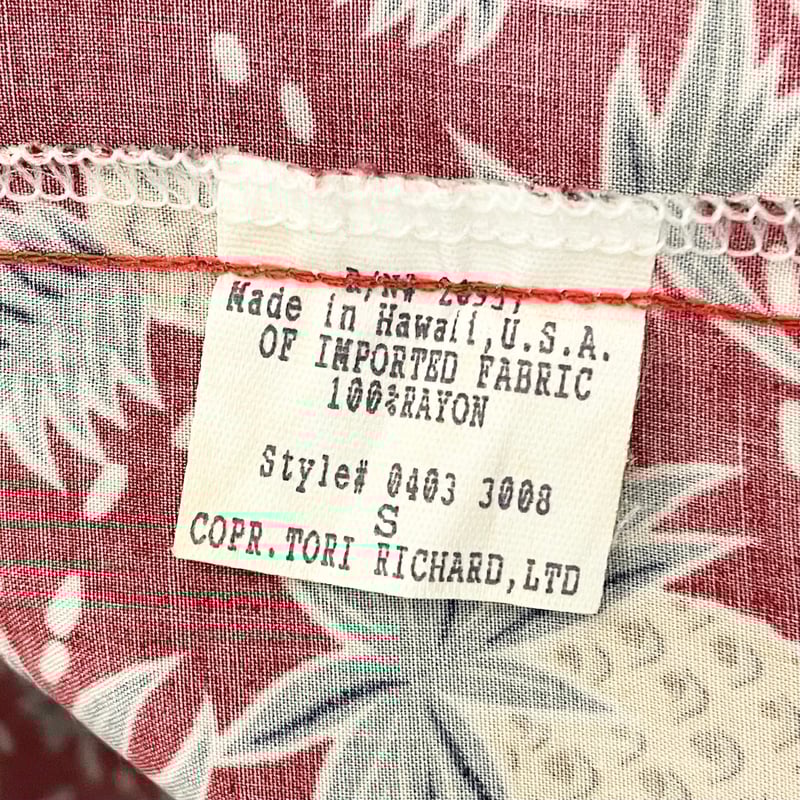 R/N#
Made in Hawaii,U.S.A.
OF IMPORTED FABRIC
100%RAYON
Style# 0403 3008
S
COPR.TORI RICHARD,LTD